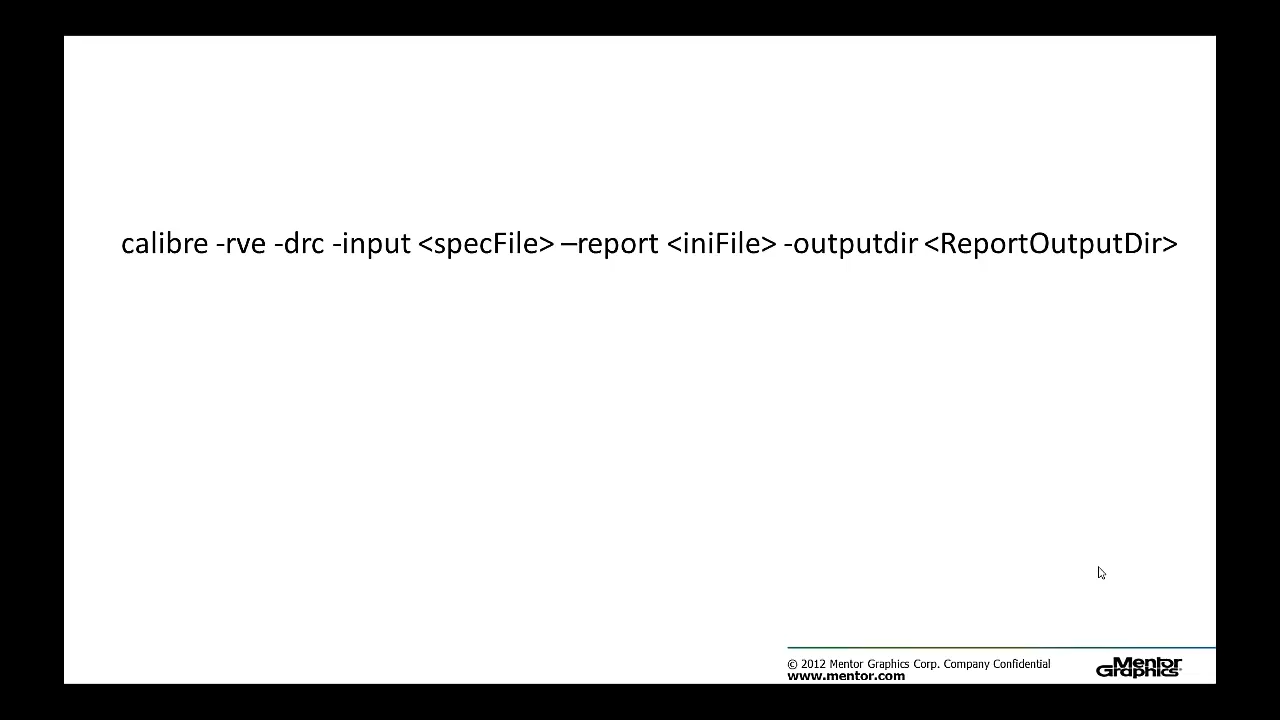 calibre -rve -drc -input <specFile> –report <iniFile> -outputdir <ReportOutputDir>
© 2012 Mentor Graphics Corp. Company Confidential
www.mentor.com
Mentor
Graphics